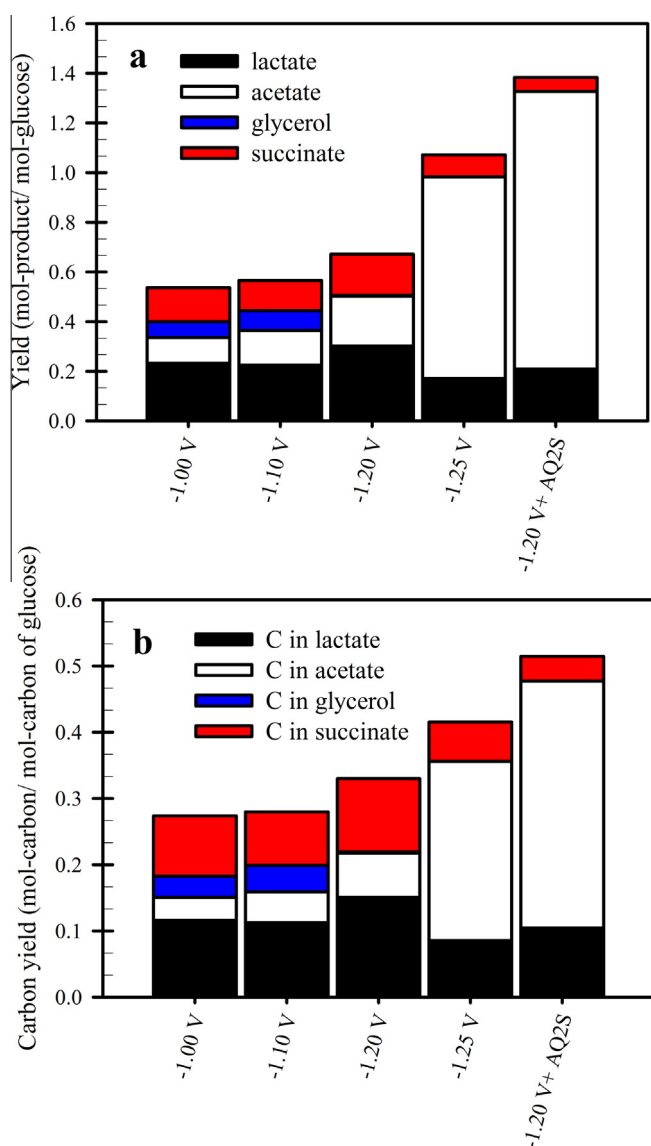 a
lactate
acetate
glycerol
succinate
Yield (mol-product/ mol-glucose)
1.6
1.4
1.2
1.0
0.8
0.6
0.4
0.2
0.0
-1.00 V
-1.10 V
-1.20 V
-1.25 V
-1.20 V+ AQ2S
b
C in lactate
C in acetate
C in glycerol
C in succinate
Carbon yield (mol-carbon/ mol-carbon of glucose)
0.6
0.5
0.4
0.3
0.2
0.1
0.0
-1.00 V
-1.10 V
-1.20 V
-1.25 V
-1.20 V+ AQ2S